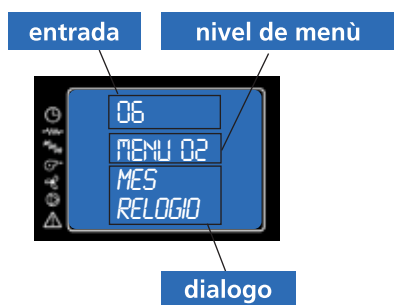 entrada
nivel de menù
06
MENU 02
MES
RELOGIO
dialogo